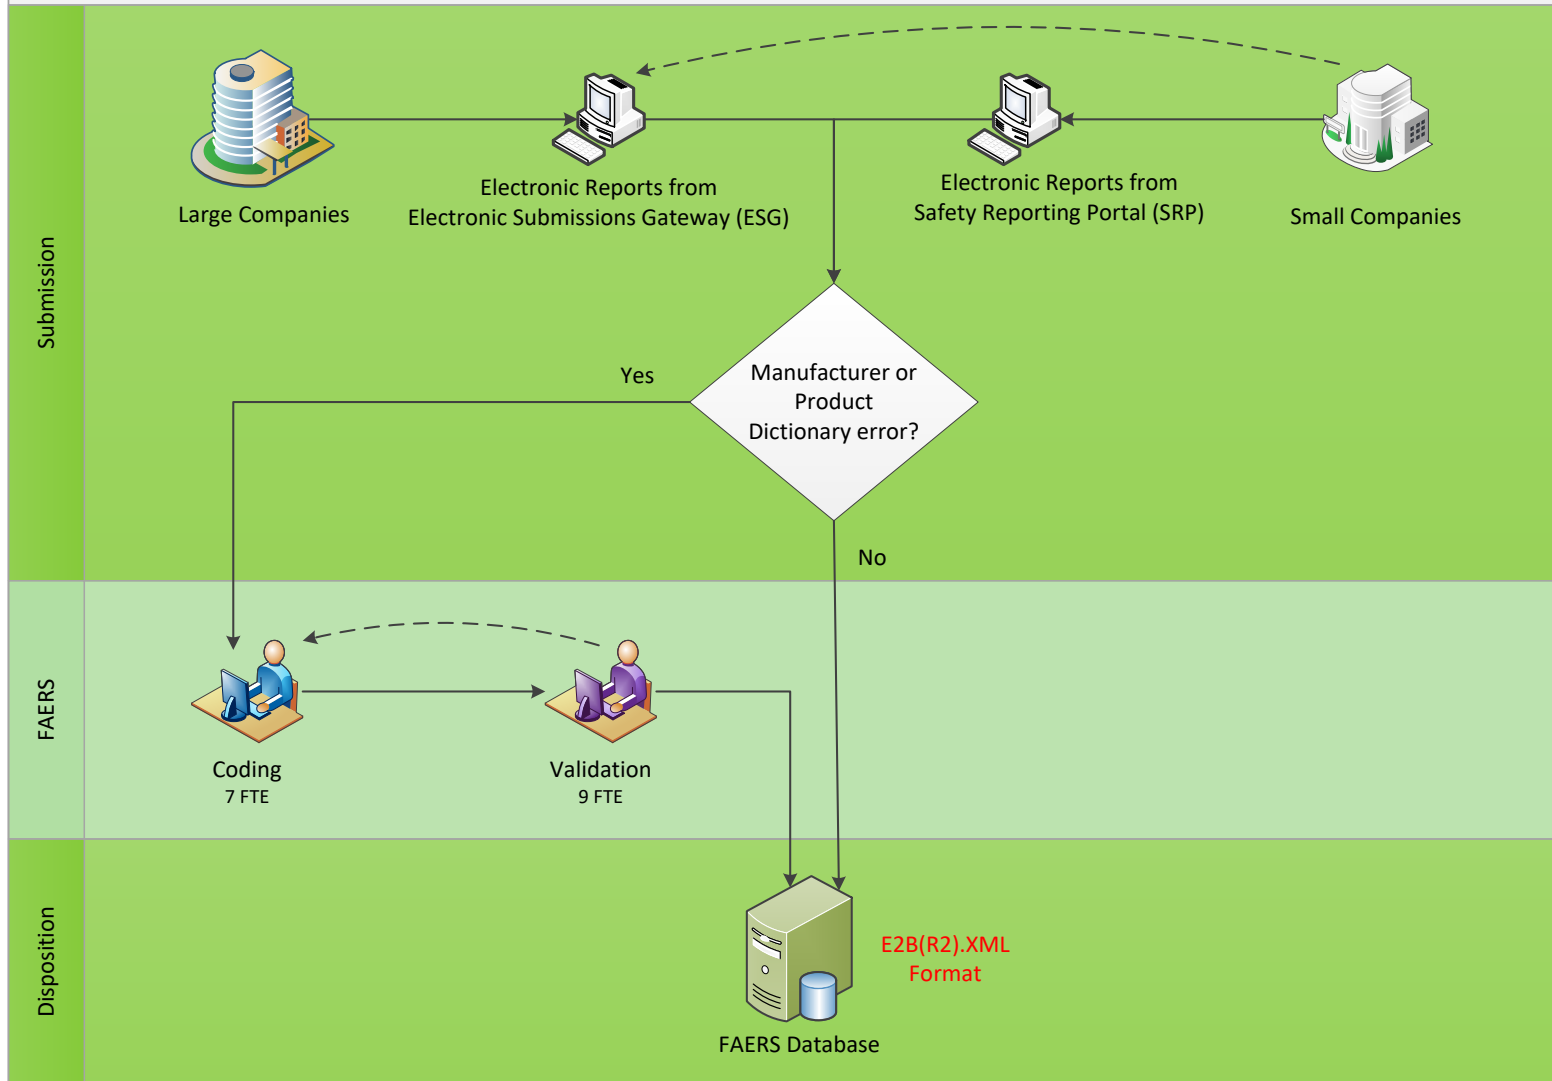 Submission
Large Companies
Electronic Reports from
Electronic Submissions Gateway (ESG)
Electronic Reports from
Safety Reporting Portal (SRP)
Small Companies
Manufacturer or
Product
Dictionary error?
Yes
No
FAERS
Coding
7 FTE
Validation
9 FTE
Disposition
E2B(R2).XML
Format
FAERS Database